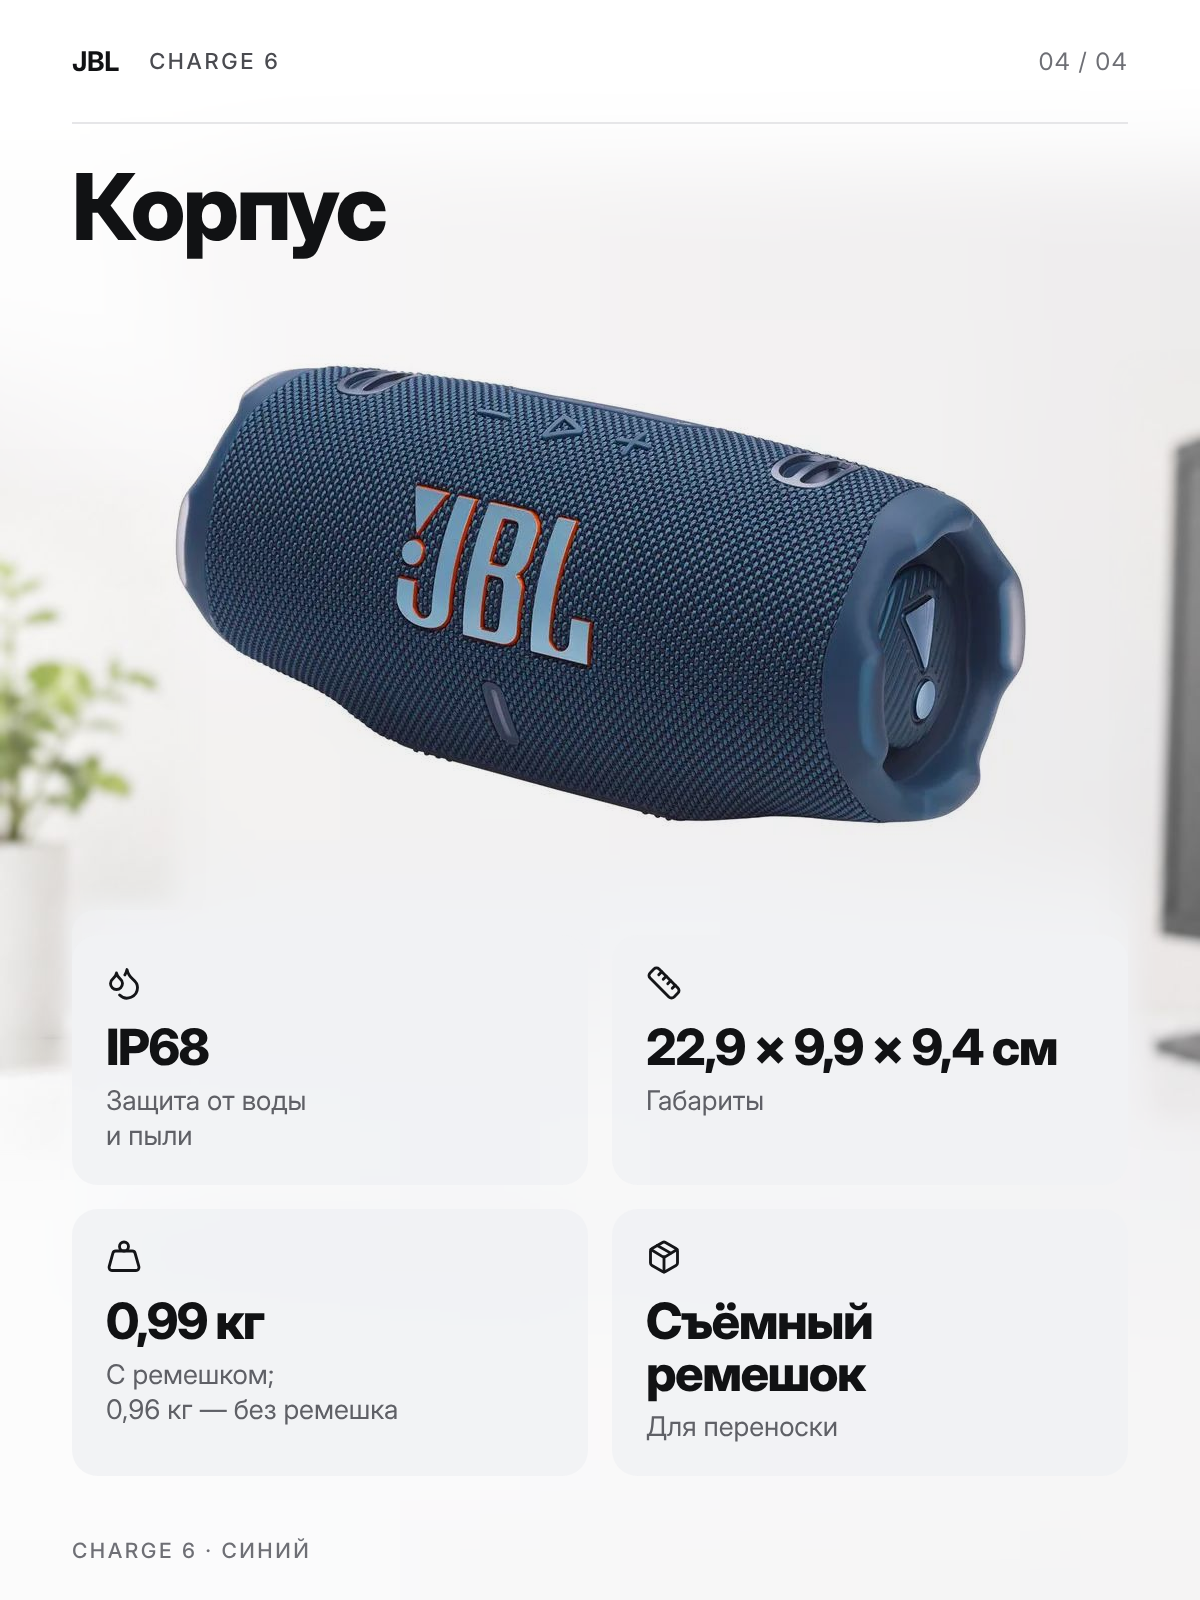 JBL CHARGE 6 04 / 04
Корпус
JBL
IP68
Защита от воды
и пыли
22,9 × 9,9 × 9,4 см
Габариты
0,99 кг
С ремешком;
0,96 кг — без ремешка
Съёмный
ремешок
Для переноски
CHARGE 6 · СИНИЙ